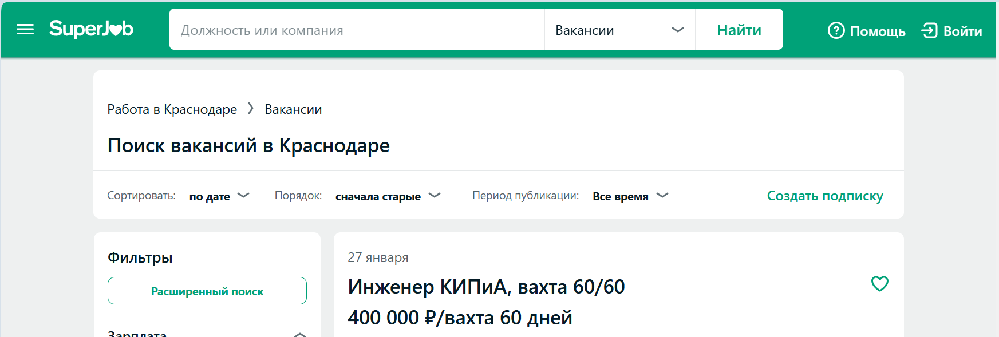 SuperJob
Должность или компания
Вакансии
Найти
Помощь
Войти
Работа в Краснодаре
Вакансии
Поиск вакансий в Краснодаре
Сортировать: по дате
Порядок: сначала старые
Период публикации: Все время
Создать подписку
Фильтры
Расширенный поиск
Зарплата
27 января
Инженер КИПиА, вахта 60/60
400 000 ₽/вахта 60 дней